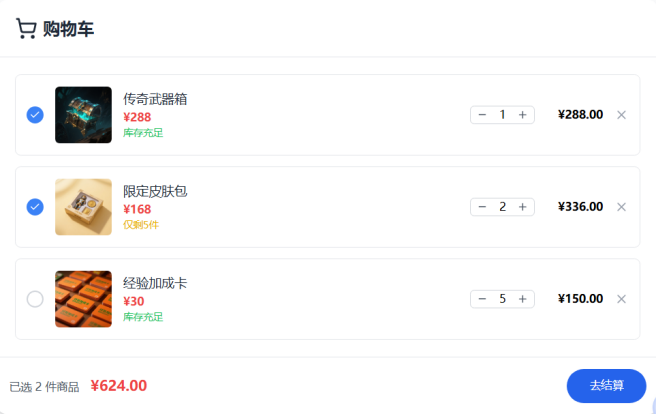 购物车
传奇武器箱
¥288
库存充足
− 1 +
¥288.00 ×
限定皮肤包
¥168
仅剩5件
− 2 +
¥336.00 ×
经验加成卡
¥30
库存充足
− 5 +
¥150.00 ×
已选 2 件商品 ¥624.00
去结算